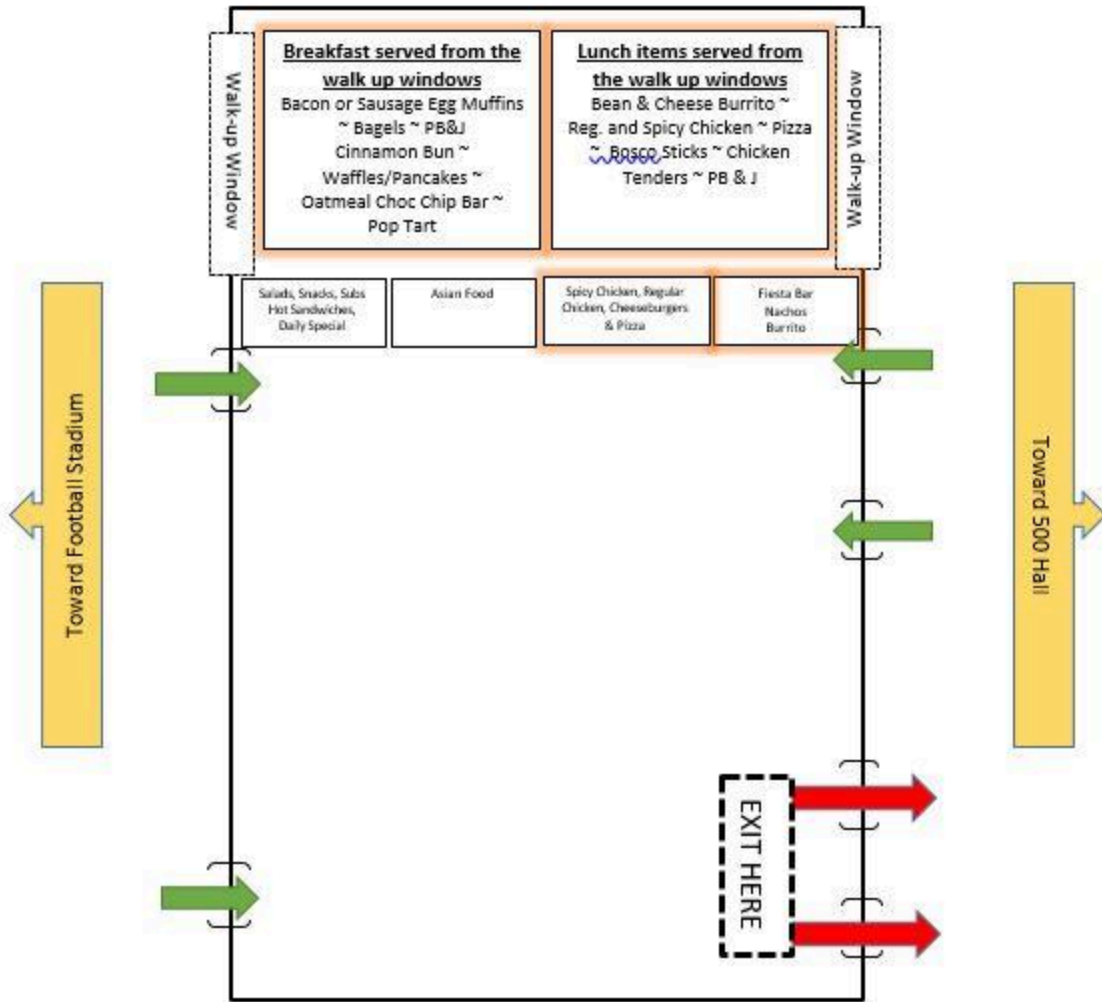 Walk-up Window
Breakfast served from the
walk up windows
Bacon or Sausage Egg Muffins
~ Bagels ~ PB&J
Cinnamon Bun ~
Waffles/Pancakes ~
Oatmeal Choc Chip Bar ~
Pop Tart
Lunch items served from
the walk up windows
Bean & Cheese Burrito ~
Reg. and Spicy Chicken ~ Pizza
~ Bosco Sticks ~ Chicken
Tenders ~ PB & J
Walk-up Window
Salads, Snacks, Subs
Hot Sandwiches,
Daily Special
Asian Food
Spicy Chicken, Regular
Chicken, Cheeseburgers
& Pizza
Fiesta Bar
Nachos
Burrito
Toward Football Stadium
Toward 500 Hall
EXIT HERE